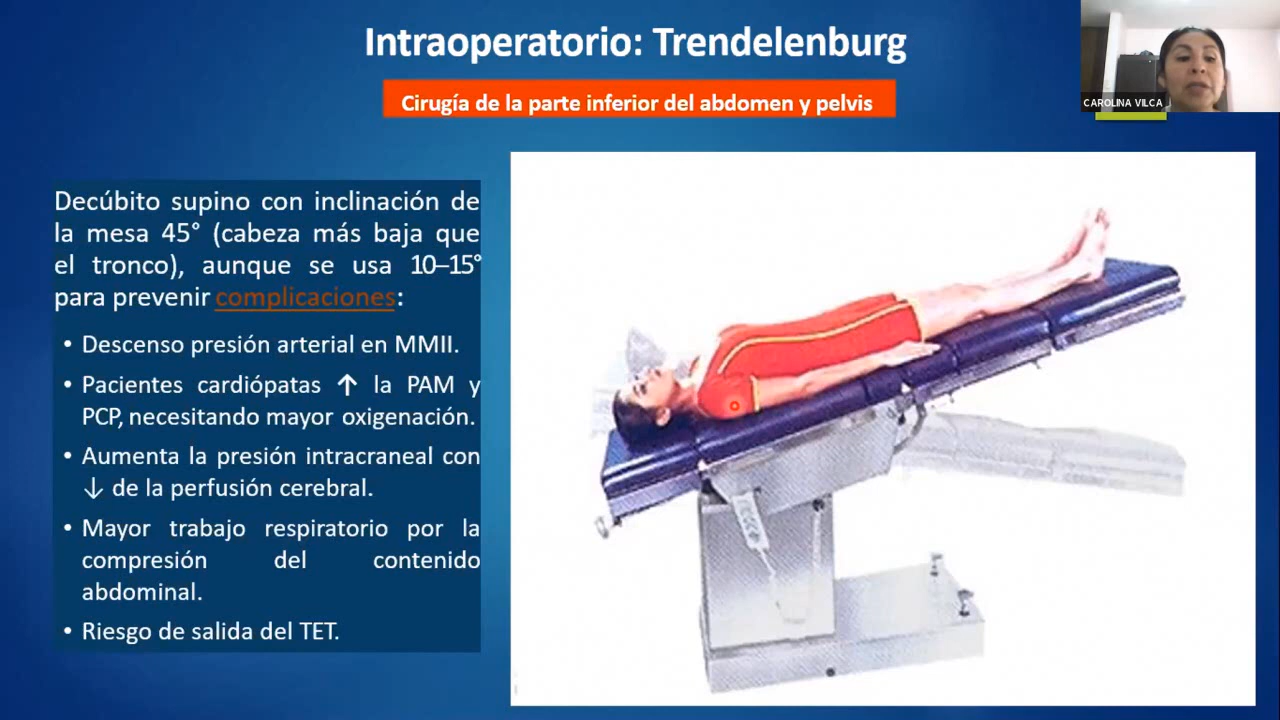 Intraoperatorio: Trendelenburg
Cirugía de la parte inferior del abdomen y pelvis
CAROLINA VILCA
Decúbito supino con inclinación de
la mesa 45° (cabeza más baja que
el tronco), aunque se usa 10–15°
para prevenir complicaciones:
• Descenso presión arterial en MMII.
• Pacientes cardiópatas ↑ la PAM y
PCP, necesitando mayor oxigenación.
• Aumenta la presión intracraneal con
↓ de la perfusión cerebral.
• Mayor trabajo respiratorio por la
compresión del contenido
abdominal.
• Riesgo de salida del TET.